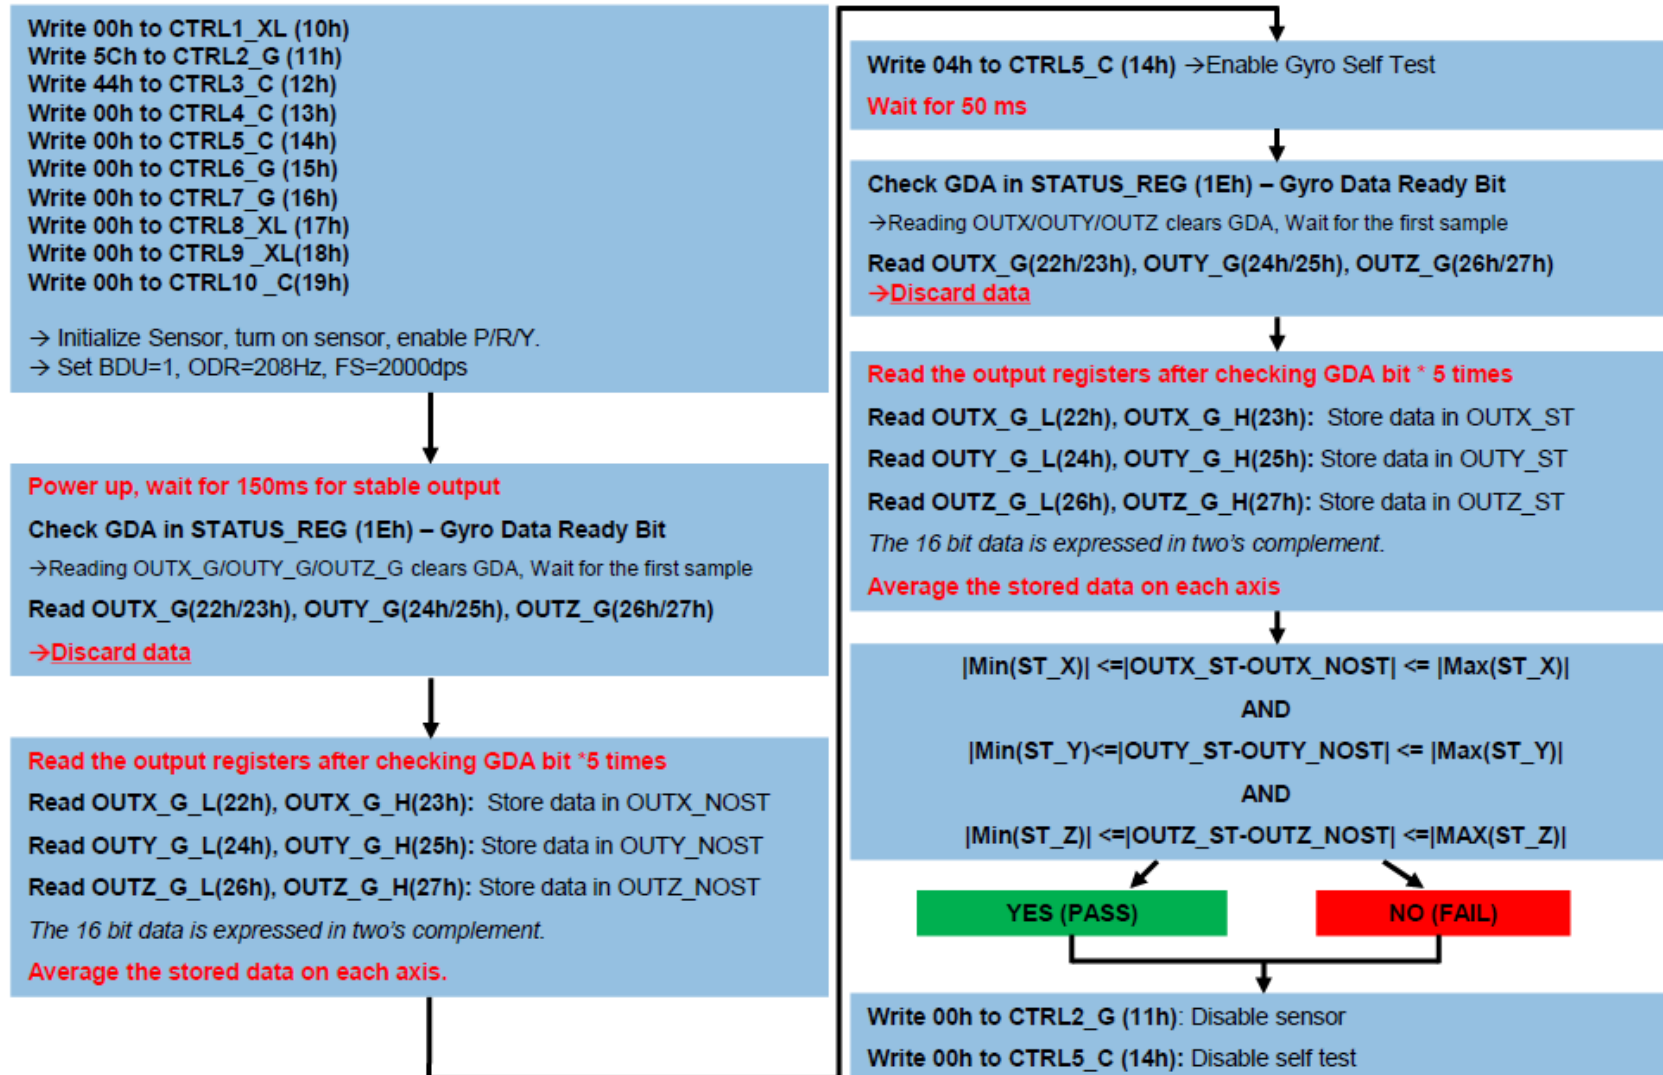 Write 00h to CTRL1_XL (10h)
Write 5Ch to CTRL2_G (11h)
Write 44h to CTRL3_C (12h)
Write 00h to CTRL4_C (13h)
Write 00h to CTRL5_C (14h)
Write 00h to CTRL6_G (15h)
Write 00h to CTRL7_G (16h)
Write 00h to CTRL8_XL (17h)
Write 00h to CTRL9 _XL(18h)
Write 00h to CTRL10 _C(19h)
→ Initialize Sensor, turn on sensor, enable P/R/Y.
→ Set BDU=1, ODR=208Hz, FS=2000dps
Power up, wait for 150ms for stable output
Check GDA in STATUS_REG (1Eh) – Gyro Data Ready Bit
→Reading OUTX_G/OUTY_G/OUTZ_G clears GDA, Wait for the first sample
Read OUTX_G(22h/23h), OUTY_G(24h/25h), OUTZ_G(26h/27h)
→Discard data
Read the output registers after checking GDA bit *5 times
Read OUTX_G_L(22h), OUTX_G_H(23h): Store data in OUTX_NOST
Read OUTY_G_L(24h), OUTY_G_H(25h): Store data in OUTY_NOST
Read OUTZ_G_L(26h), OUTZ_G_H(27h): Store data in OUTZ_NOST
The 16 bit data is expressed in two's complement.
Average the stored data on each axis.
Write 04h to CTRL5_C (14h) →Enable Gyro Self Test
Wait for 50 ms
Check GDA in STATUS_REG (1Eh) – Gyro Data Ready Bit
→Reading OUTX/OUTY/OUTZ clears GDA, Wait for the first sample
Read OUTX_G(22h/23h), OUTY_G(24h/25h), OUTZ_G(26h/27h)
→Discard data
Read the output registers after checking GDA bit * 5 times
Read OUTX_G_L(22h), OUTX_G_H(23h): Store data in OUTX_ST
Read OUTY_G_L(24h), OUTY_G_H(25h): Store data in OUTY_ST
Read OUTZ_G_L(26h), OUTZ_G_H(27h): Store data in OUTZ_ST
The 16 bit data is expressed in two's complement.
Average the stored data on each axis
|Min(ST_X)| <=|OUTX_ST-OUTX_NOST| <= |Max(ST_X)|
AND
|Min(ST_Y)<=|OUTY_ST-OUTY_NOST| <= |Max(ST_Y)|
AND
|Min(ST_Z)| <=|OUTZ_ST-OUTZ_NOST| <=|MAX(ST_Z)|
YES (PASS)
NO (FAIL)
Write 00h to CTRL2_G (11h): Disable sensor
Write 00h to CTRL5_C (14h): Disable self test